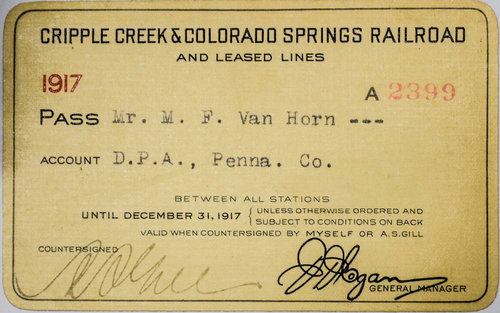 CRIPPLE CREEK & COLORADO SPRINGS RAILROAD
AND LEASED LINES
1917
A 2399
PASS Mr. M. F. Van Horn ---
ACCOUNT D.P.A., Penna. Co.
BETWEEN ALL STATIONS
UNTIL DECEMBER 31, 1917 { UNLESS OTHERWISE ORDERED AND
SUBJECT TO CONDITIONS ON BACK
VALID WHEN COUNTERSIGNED BY MYSELF OR A.S.GILL
COUNTERSIGNED
GENERAL MANAGER